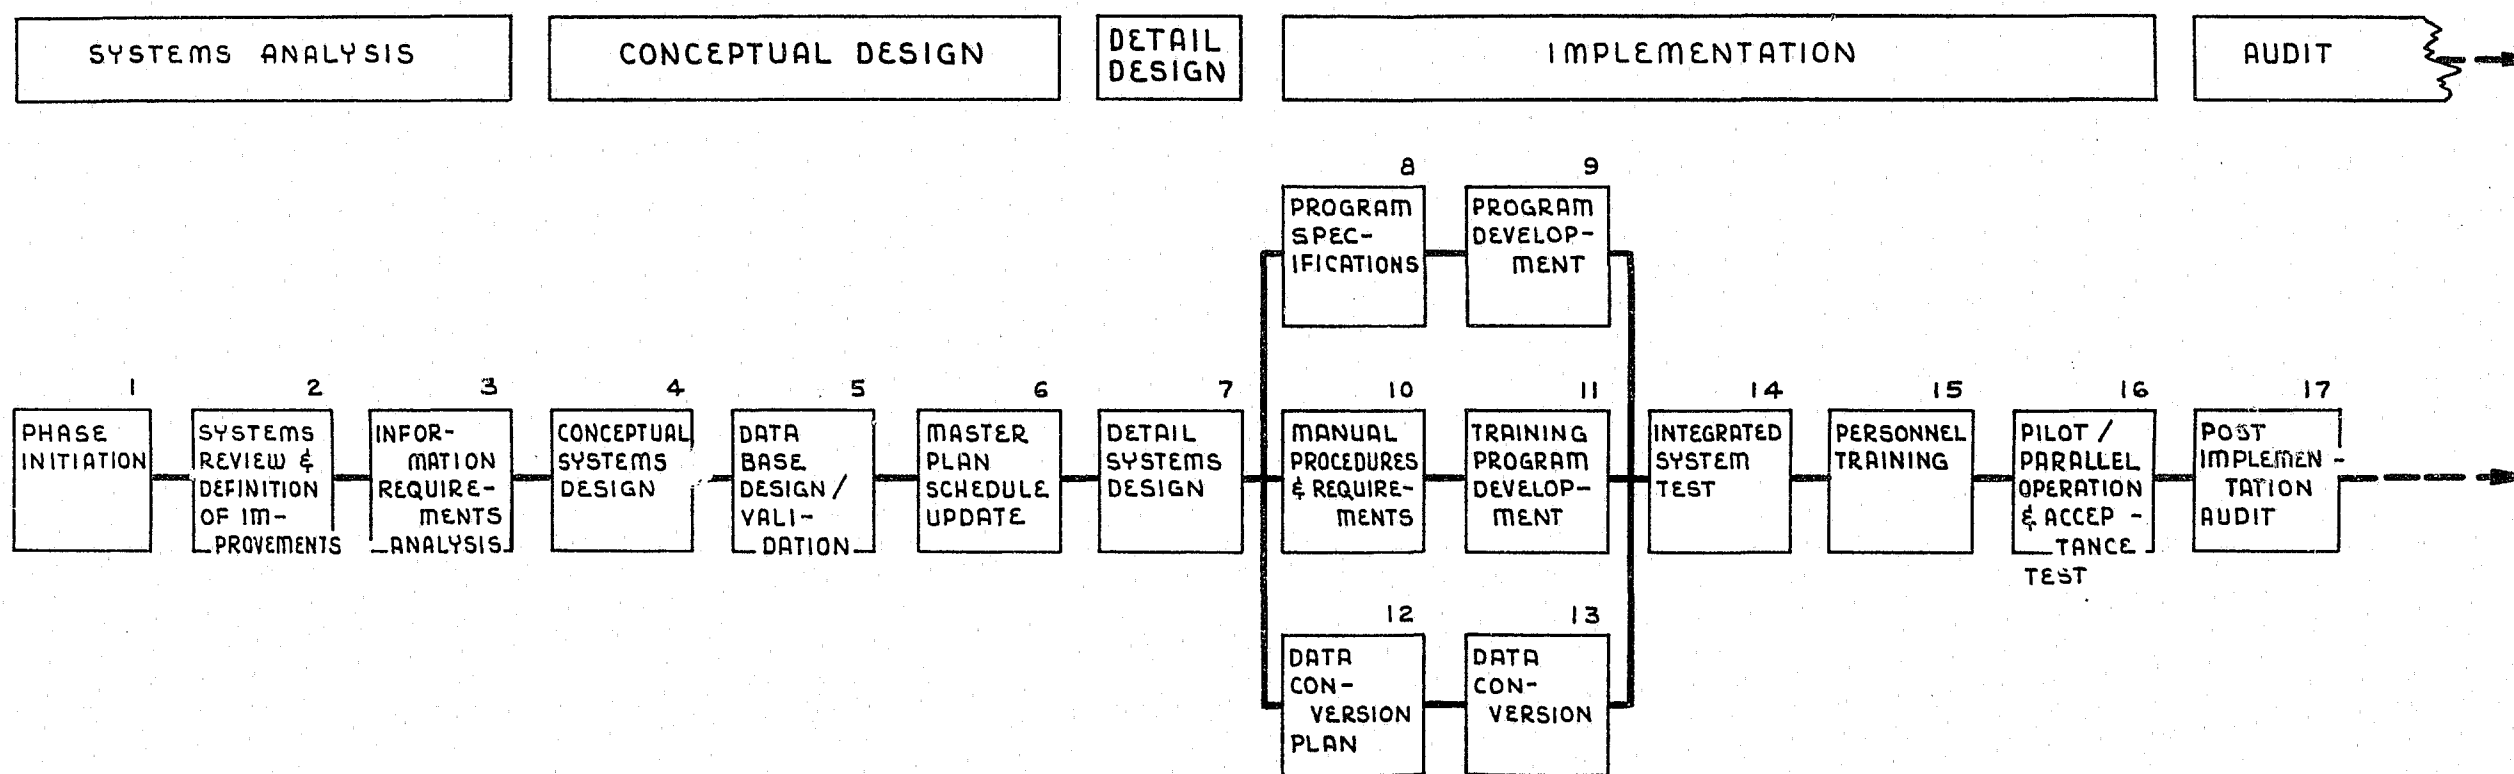 SYSTEMS ANALYSIS
CONCEPTUAL DESIGN
DETAIL
DESIGN
IMPLEMENTATION
AUDIT
1
PHASE
INITIATION
2
SYSTEMS
REVIEW &
DEFINITION
OF IM-
PROVEMENTS
3
INFOR-
MATION
REQUIRE-
MENTS
ANALYSIS
4
CONCEPTUAL
SYSTEMS
DESIGN
5
DATA
BASE
DESIGN/
VALI-
DATION
6
MASTER
PLAN
SCHEDULE
UPDATE
7
DETAIL
SYSTEMS
DESIGN
8
PROGRAM
SPEC-
IFICATIONS
9
PROGRAM
DEVELOP-
MENT
10
MANUAL
PROCEDURES
& REQUIRE-
MENTS
11
TRAINING
PROGRAM
DEVELOP-
MENT
12
DATA
CON-
VERSION
PLAN
13
DATA
CON-
VERSION
14
INTEGRATED
SYSTEM
TEST
15
PERSONNEL
TRAINING
16
PILOT/
PARALLEL
OPERATION
& ACCEP-
TANCE
TEST
17
POST
IMPLEMEN-
TATION
AUDIT